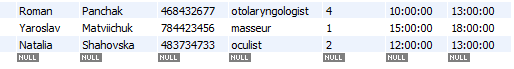 Roman Panchak 468432677 otolaryngologist 4 10:00:00 13:00:00
Yaroslav Matviichuk 784423456 masseur 1 15:00:00 18:00:00
Natalia Shahovska 483734733 oculist 2 12:00:00 13:00:00
NULL NULL NULL NULL NULL NULL NULL